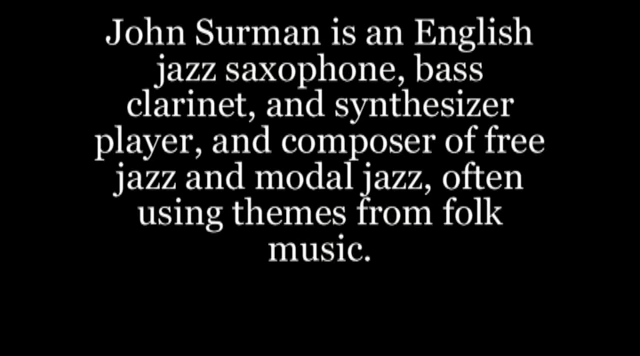 John Surman is an English
jazz saxophone, bass
clarinet, and synthesizer
player, and composer of free
jazz and modal jazz, often
using themes from folk
music.